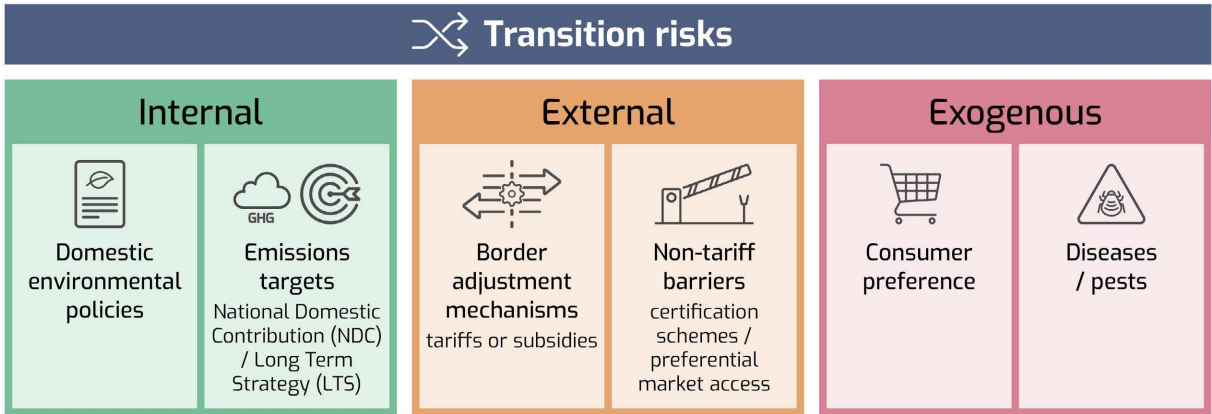 Transition risks
Internal
Domestic
environmental
policies
GHG
Emissions
targets
National Domestic
Contribution (NDC)
/ Long Term
Strategy (LTS)
External
Border
adjustment
mechanisms
tariffs or subsidies
Non-tariff
barriers
certification
schemes /
preferential
market access
Exogenous
Consumer
preference
Diseases
/ pests